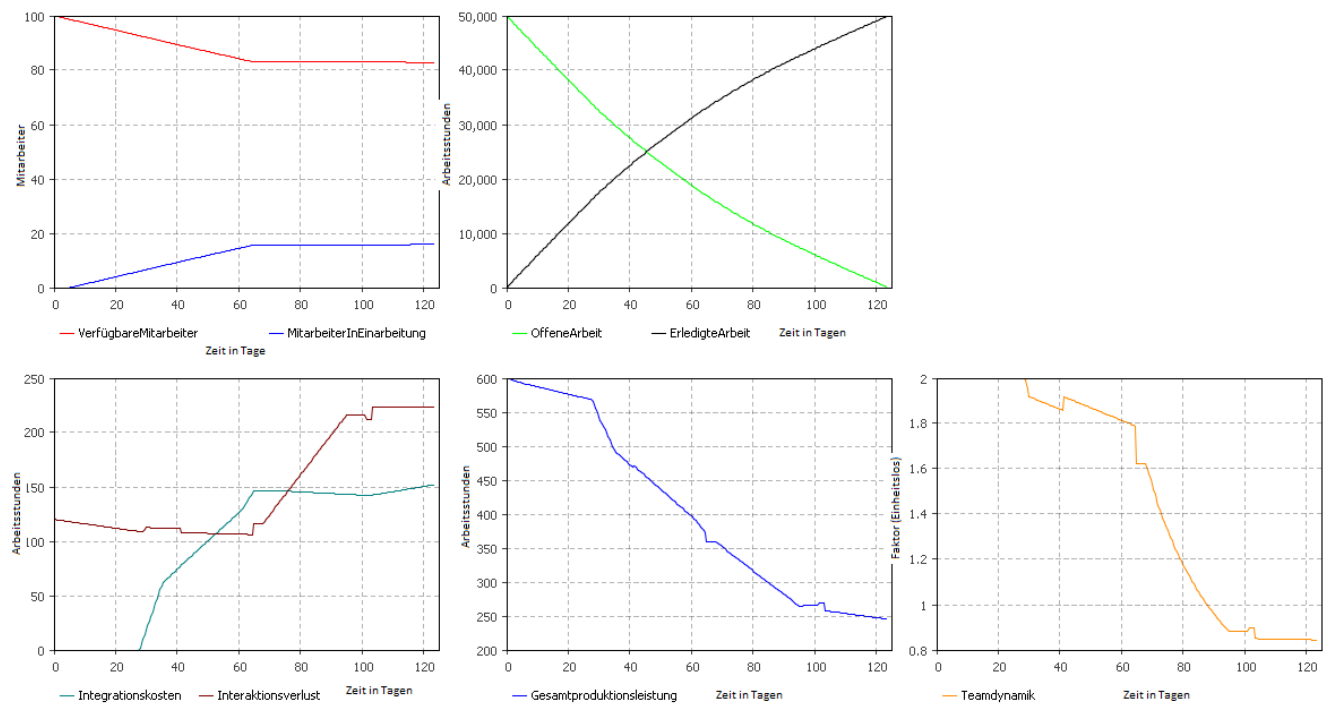 100
80
60
40
20
0
Mitarbeiter
0 20 40 60 80 100 120
VerfügbareMitarbeiter MitarbeiterInEinarbeitung
Zeit in Tage
50,000
40,000
30,000
20,000
10,000
0
Arbeitsstunden
0 20 40 60 80 100 120
OffeneArbeit ErledigteArbeit Zeit in Tagen
250
200
150
100
50
0
Arbeitsstunden
0 20 40 60 80 100 120
Integrationskosten Interaktionsverlust Zeit in Tagen
600
550
500
450
400
350
300
250
200
Arbeitsstunden
0 20 40 60 80 100 120
Gesamtproduktionsleistung Zeit in Tagen
2
1.8
1.6
1.4
1.2
1
0.8
Faktor (Einheitslos)
0 20 40 60 80 100 120
Teamdynamik Zeit in Tagen